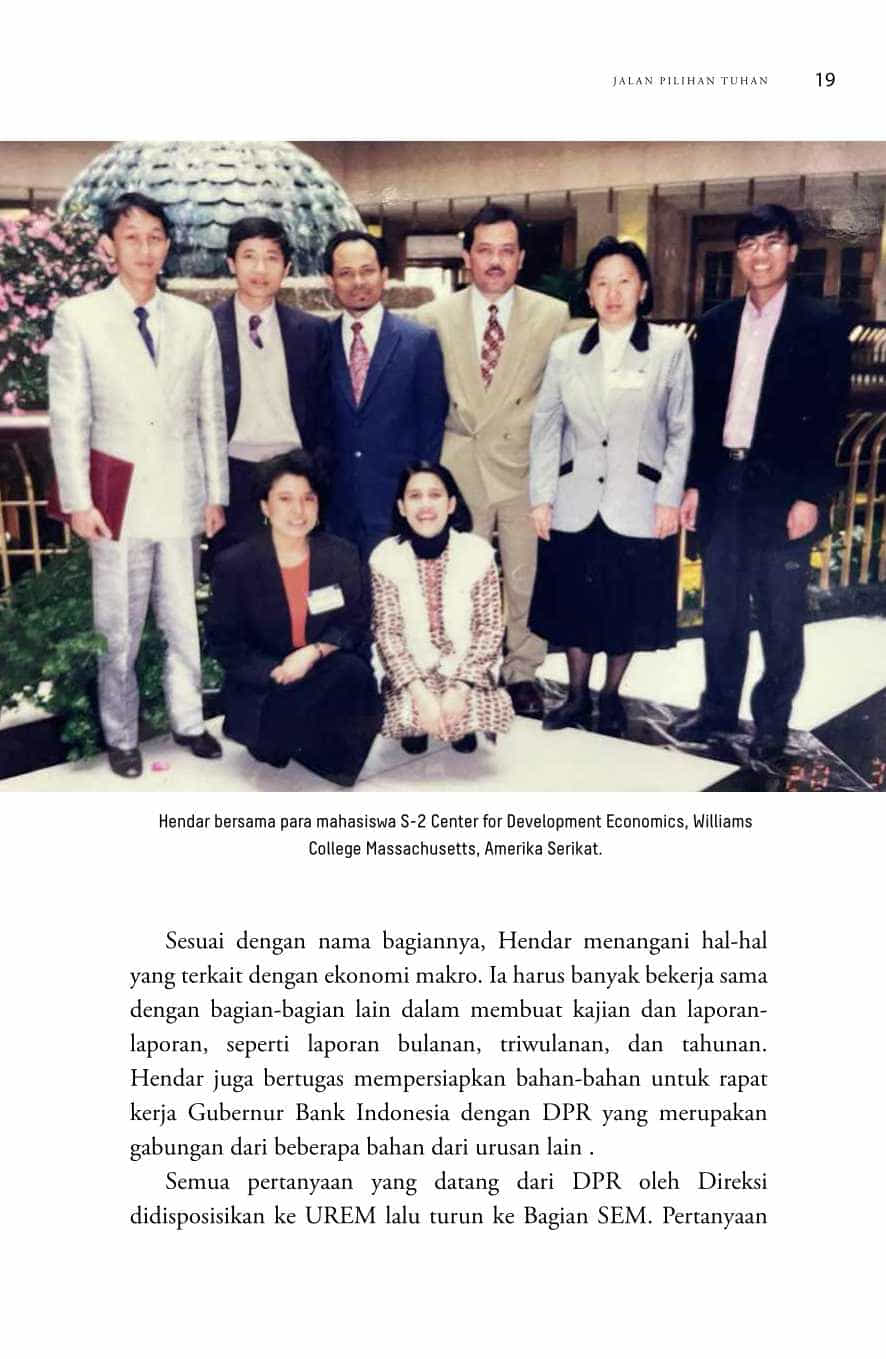 JALAN PILIHAN TUHAN 19
Hendar bersama para mahasiswa S-2 Center for Development Economics, Williams
College Massachusetts, Amerika Serikat.
Sesuai dengan nama bagiannya, Hendar menangani hal-hal
yang terkait dengan ekonomi makro. Ia harus banyak bekerja sama
dengan bagian-bagian lain dalam membuat kajian dan laporan-
laporan, seperti laporan bulanan, triwulanan, dan tahunan.
Hendar juga bertugas mempersiapkan bahan-bahan untuk rapat
kerja Gubernur Bank Indonesia dengan DPR yang merupakan
gabungan dari beberapa bahan dari urusan lain .
Semua pertanyaan yang datang dari DPR oleh Direksi
didisposisikan ke UREM lalu turun ke Bagian SEM. Pertanyaan